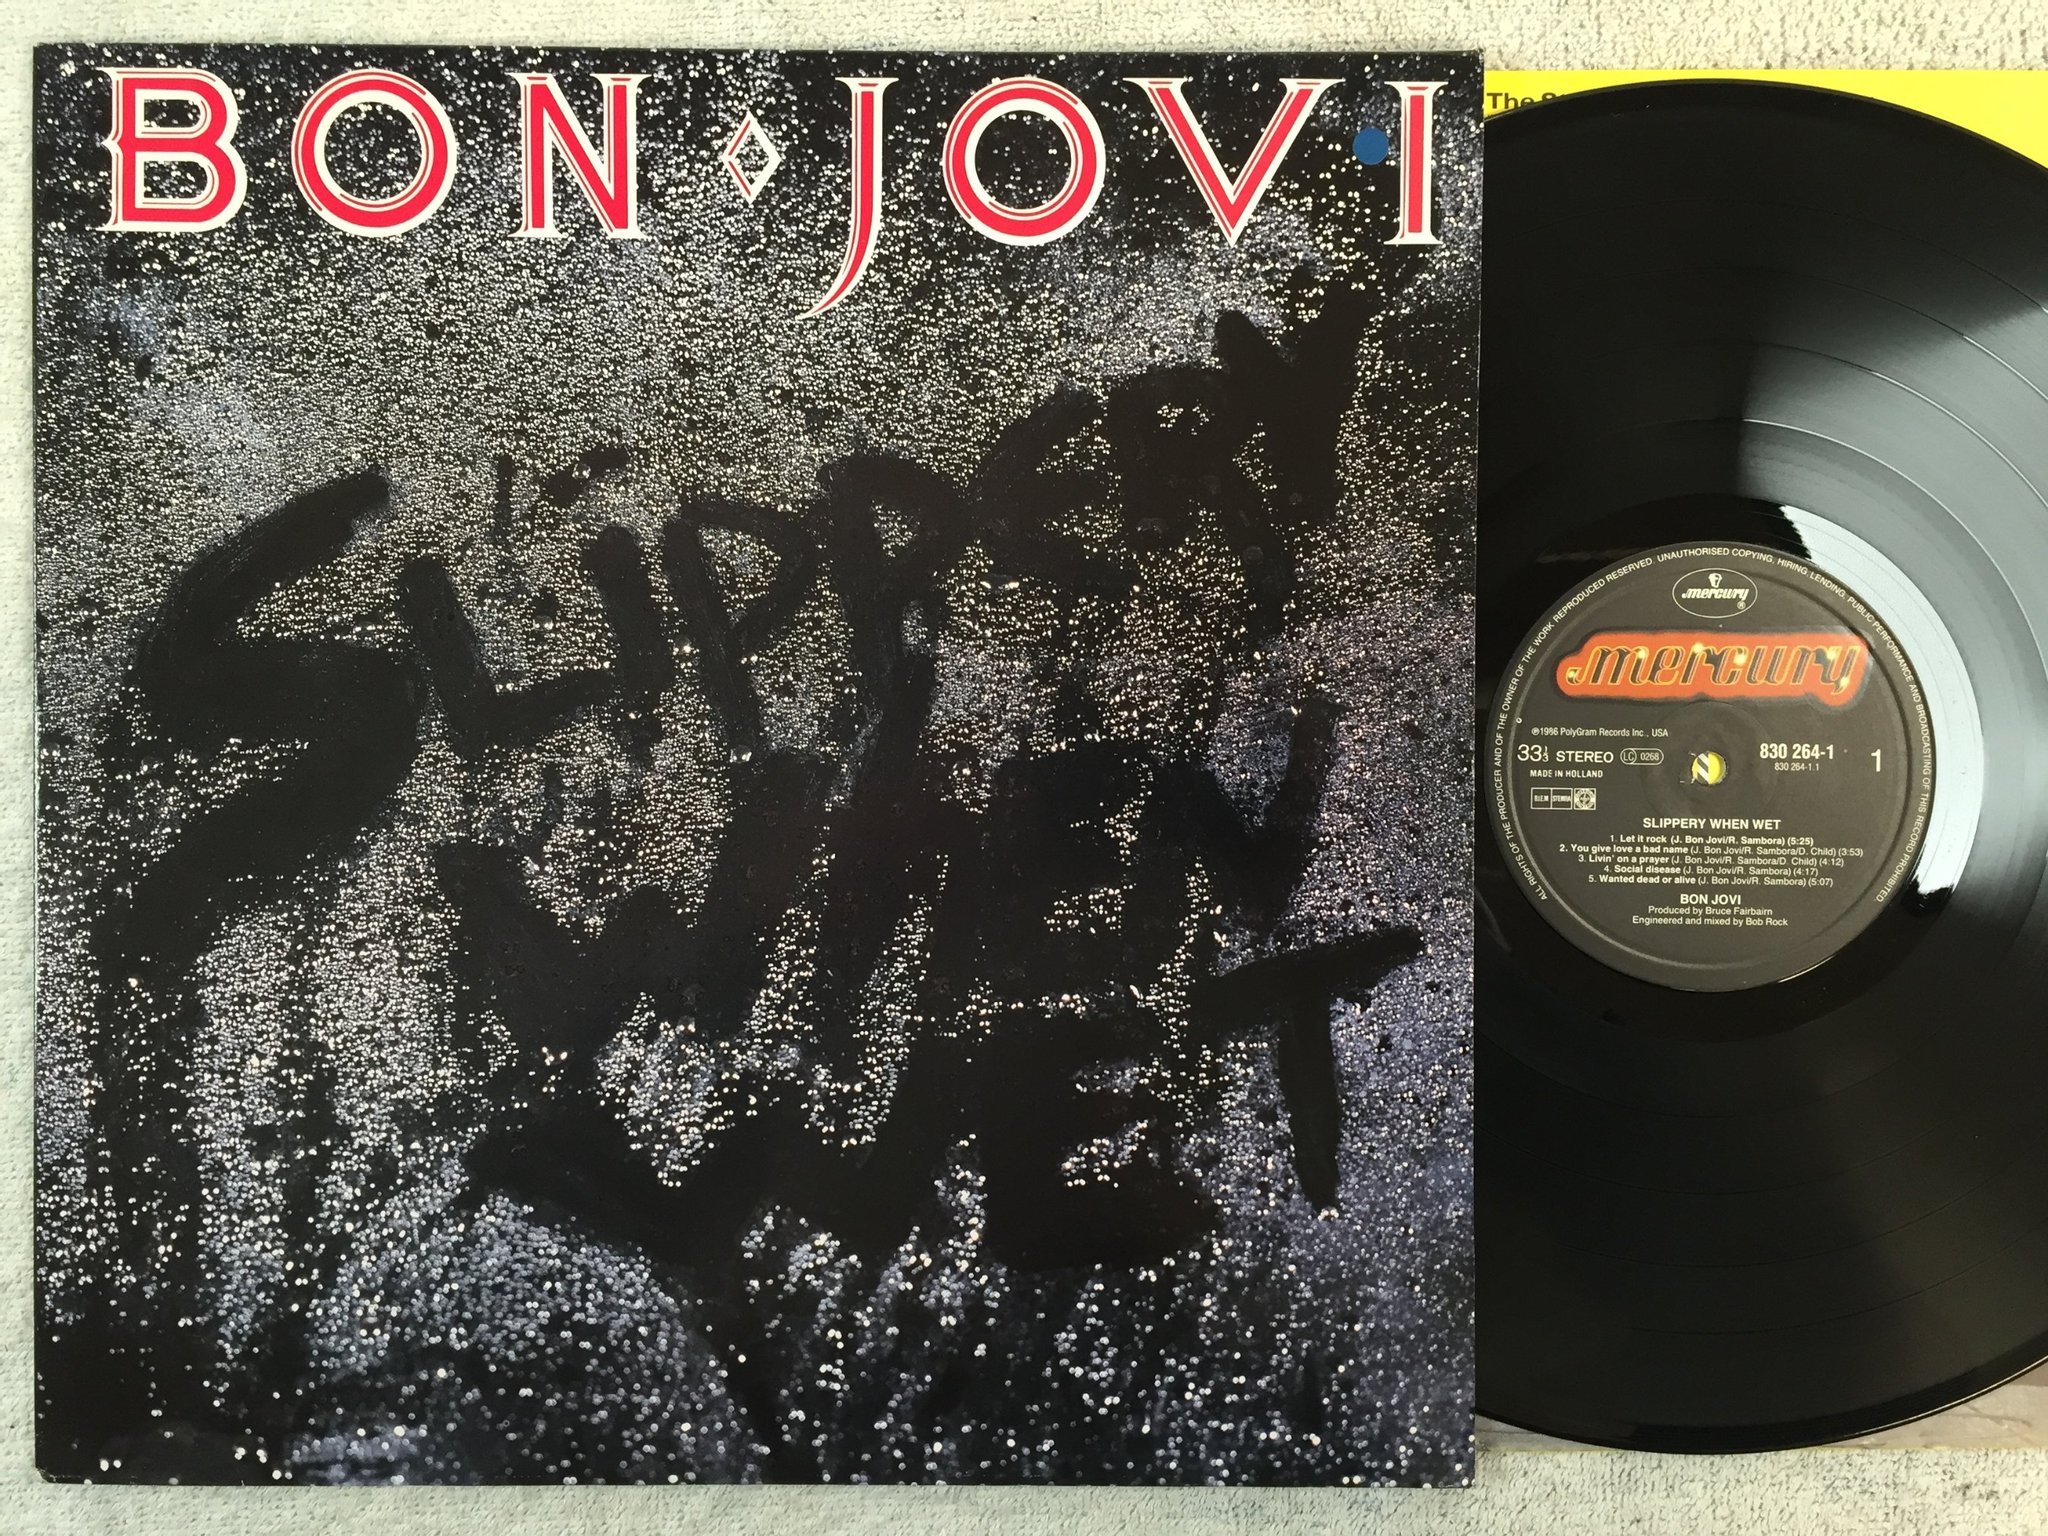 BON JOVI
SLIPPERY
WHEN
WET
The
ALL RIGHTS OF THE PRODUCER AND OF THE OWNER OF THE WORK REPRODUCED RESERVED. UNAUTHORISED COPYING, HIRING, LENDING, PUBLIC PERFORMANCE AND BROADCASTING OF THIS RECORD PROHIBITED.
mercury ®
mercury
℗1986 PolyGram Records Inc., USA
33⅓ STEREO LC 0268 830 264-1 1
MADE IN HOLLAND 830 264-1.1
B.I.E.M STEMRA
SLIPPERY WHEN WET
1. Let it rock (J. Bon Jovi/R. Sambora) (5:25)
2. You give love a bad name (J. Bon Jovi/R. Sambora/D. Child) (3:53)
3. Livin' on a prayer (J. Bon Jovi/R. Sambora/D. Child) (4:12)
4. Social disease (J. Bon Jovi/R. Sambora) (4:17)
5. Wanted dead or alive (J. Bon Jovi/R. Sambora) (5:07)
BON JOVI
Produced by Bruce Fairbairn
Engineered and mixed by Bob Rock